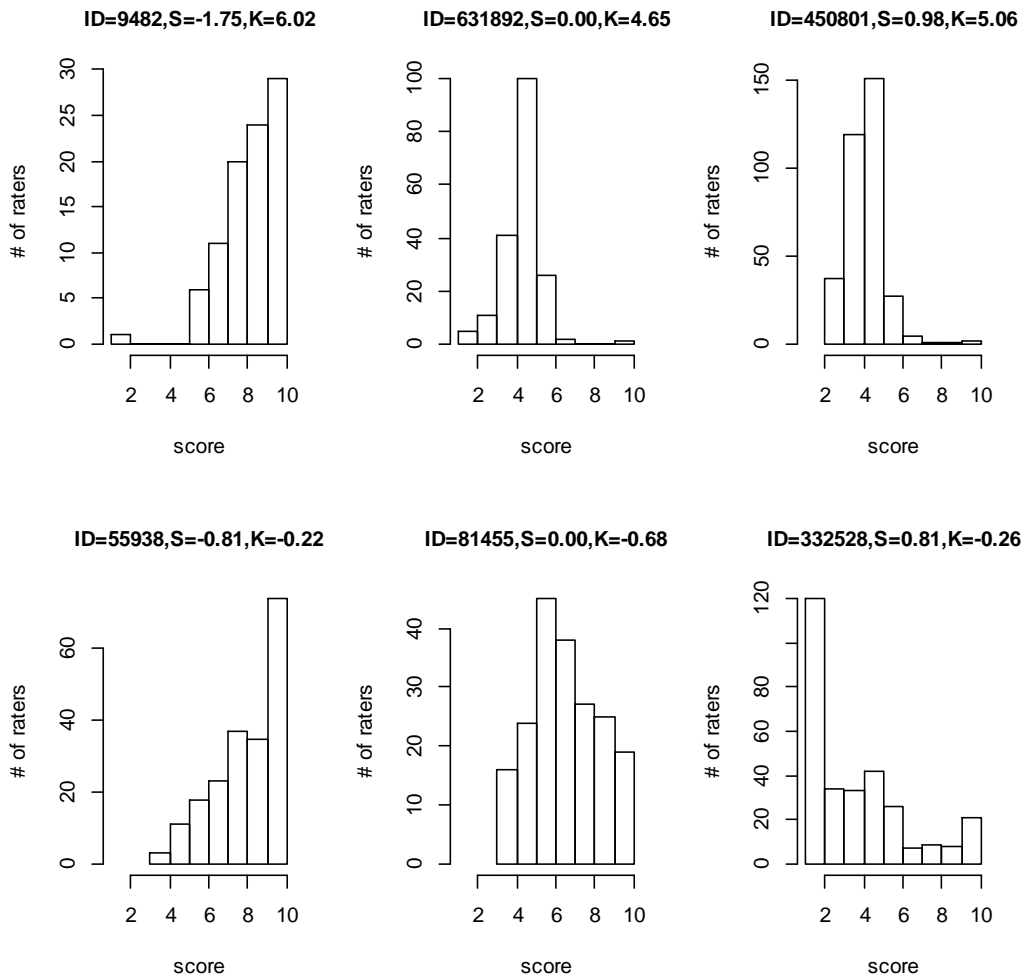 ID=9482,S=-1.75,K=6.02
# of raters
0 5 10 15 20 25 30
2 4 6 8 10
score
ID=631892,S=0.00,K=4.65
# of raters
0 20 40 60 80 100
2 4 6 8 10
score
ID=450801,S=0.98,K=5.06
# of raters
0 50 100 150
2 4 6 8 10
score
ID=55938,S=-0.81,K=-0.22
# of raters
0 20 40 60
2 4 6 8 10
score
ID=81455,S=0.00,K=-0.68
# of raters
0 10 20 30 40
2 4 6 8 10
score
ID=332528,S=0.81,K=-0.26
# of raters
0 20 40 60 80 120
2 4 6 8 10
score